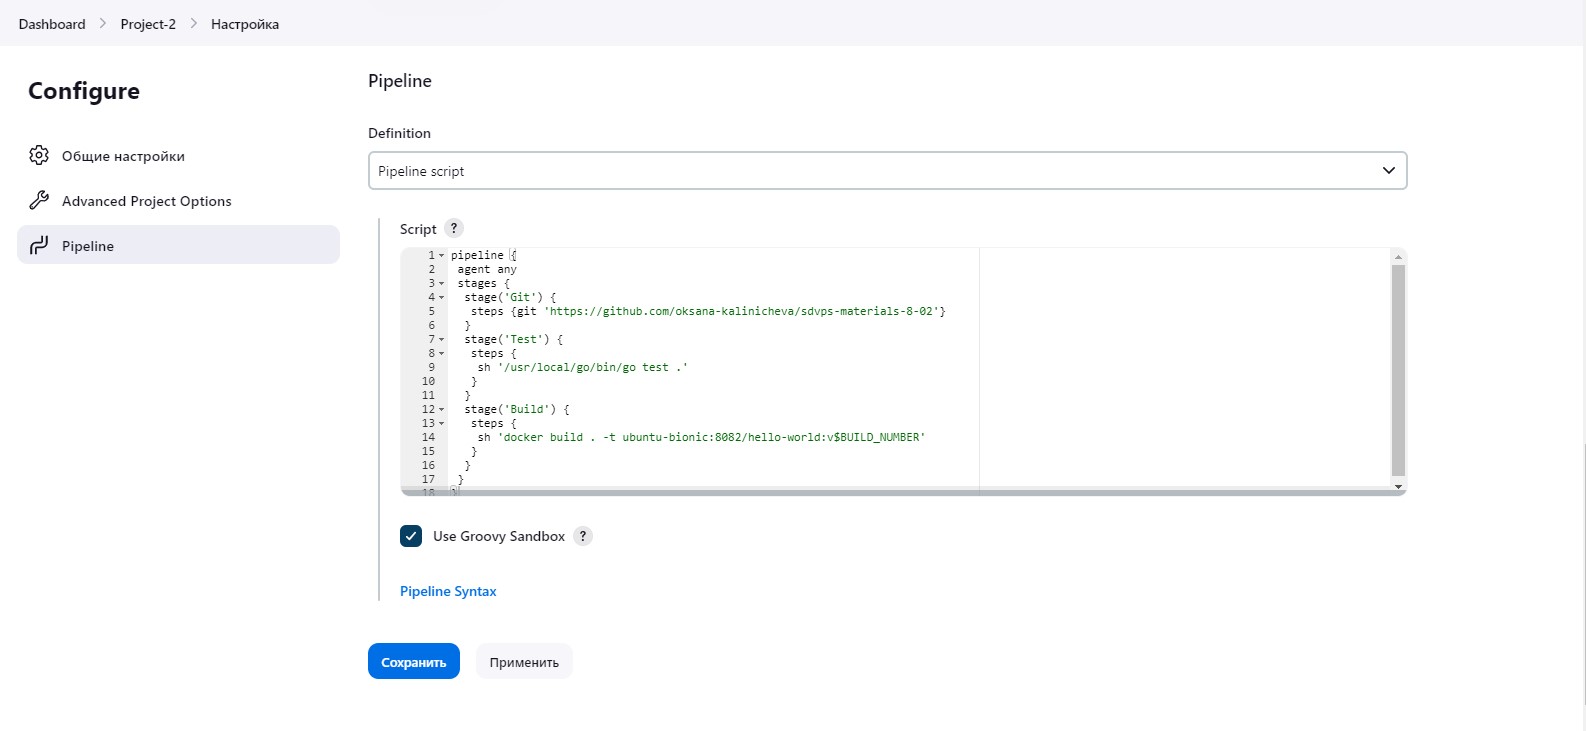 Dashboard > Project-2 > Настройка
Configure
Общие настройки
Advanced Project Options
Pipeline
Pipeline
Definition
Pipeline script
Script ?
1 pipeline {
2  agent any
3  stages {
4   stage('Git') {
5    steps {git 'https://github.com/oksana-kalinicheva/sdvps-materials-8-02'}
6   }
7   stage('Test') {
8    steps {
9     sh '/usr/local/go/bin/go test .'
10    }
11   }
12   stage('Build') {
13    steps {
14     sh 'docker build . -t ubuntu-bionic:8082/hello-world:v$BUILD_NUMBER'
15    }
16   }
17  }
18 }
Use Groovy Sandbox ?
Pipeline Syntax
Сохранить Применить